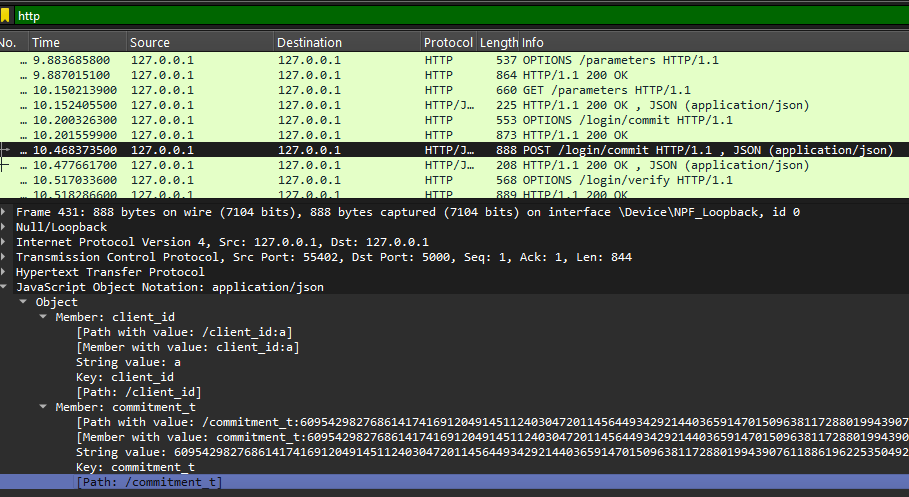 http
No. Time Source Destination Protocol Length Info
... 9.883685800 127.0.0.1 127.0.0.1 HTTP 537 OPTIONS /parameters HTTP/1.1
... 9.887015100 127.0.0.1 127.0.0.1 HTTP 864 HTTP/1.1 200 OK
... 10.150213900 127.0.0.1 127.0.0.1 HTTP 660 GET /parameters HTTP/1.1
... 10.152405500 127.0.0.1 127.0.0.1 HTTP/J... 225 HTTP/1.1 200 OK , JSON (application/json)
... 10.200326300 127.0.0.1 127.0.0.1 HTTP 553 OPTIONS /login/commit HTTP/1.1
... 10.201559900 127.0.0.1 127.0.0.1 HTTP 873 HTTP/1.1 200 OK
... 10.468373500 127.0.0.1 127.0.0.1 HTTP/J... 888 POST /login/commit HTTP/1.1 , JSON (application/json)
... 10.477661700 127.0.0.1 127.0.0.1 HTTP/J... 208 HTTP/1.1 200 OK , JSON (application/json)
... 10.517033600 127.0.0.1 127.0.0.1 HTTP 568 OPTIONS /login/verify HTTP/1.1
... 10.518286600 127.0.0.1 127.0.0.1 HTTP 889 HTTP/1.1 200 OK
Frame 431: 888 bytes on wire (7104 bits), 888 bytes captured (7104 bits) on interface \Device\NPF_Loopback, id 0
Null/Loopback
Internet Protocol Version 4, Src: 127.0.0.1, Dst: 127.0.0.1
Transmission Control Protocol, Src Port: 55402, Dst Port: 5000, Seq: 1, Ack: 1, Len: 844
Hypertext Transfer Protocol
JavaScript Object Notation: application/json
Object
Member: client_id
[Path with value: /client_id:a]
[Member with value: client_id:a]
String value: a
Key: client_id
[Path: /client_id]
Member: commitment_t
[Path with value: /commitment_t:609542982768614174169120491451124030472011456449342921440365914701509638117288019943907
[Member with value: commitment_t:609542982768614174169120491451124030472011456449342921440365914701509638117288019943907
String value: 609542982768614174169120491451124030472011456449342921440365914701509638117288019943907611886196225350492
Key: commitment_t
[Path: /commitment_t]